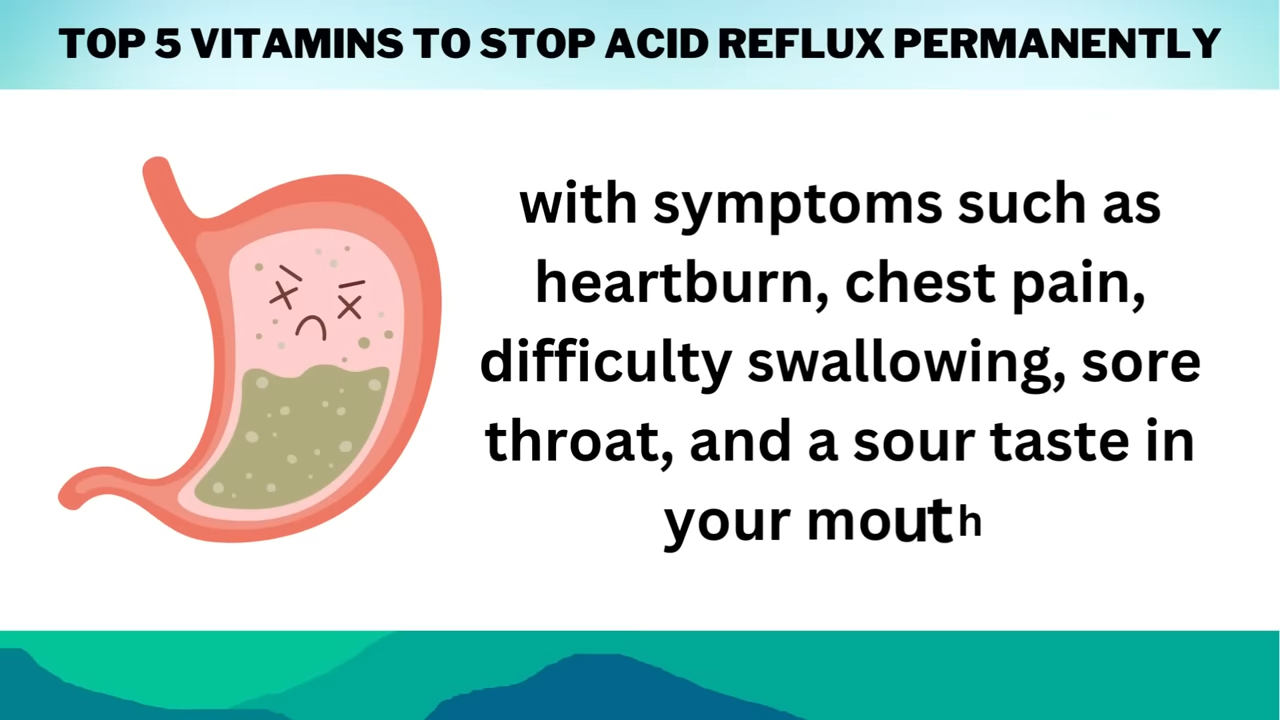 TOP 5 VITAMINS TO STOP ACID REFLUX PERMANENTLY
with symptoms such as
heartburn, chest pain,
difficulty swallowing, sore
throat, and a sour taste in
your mouth